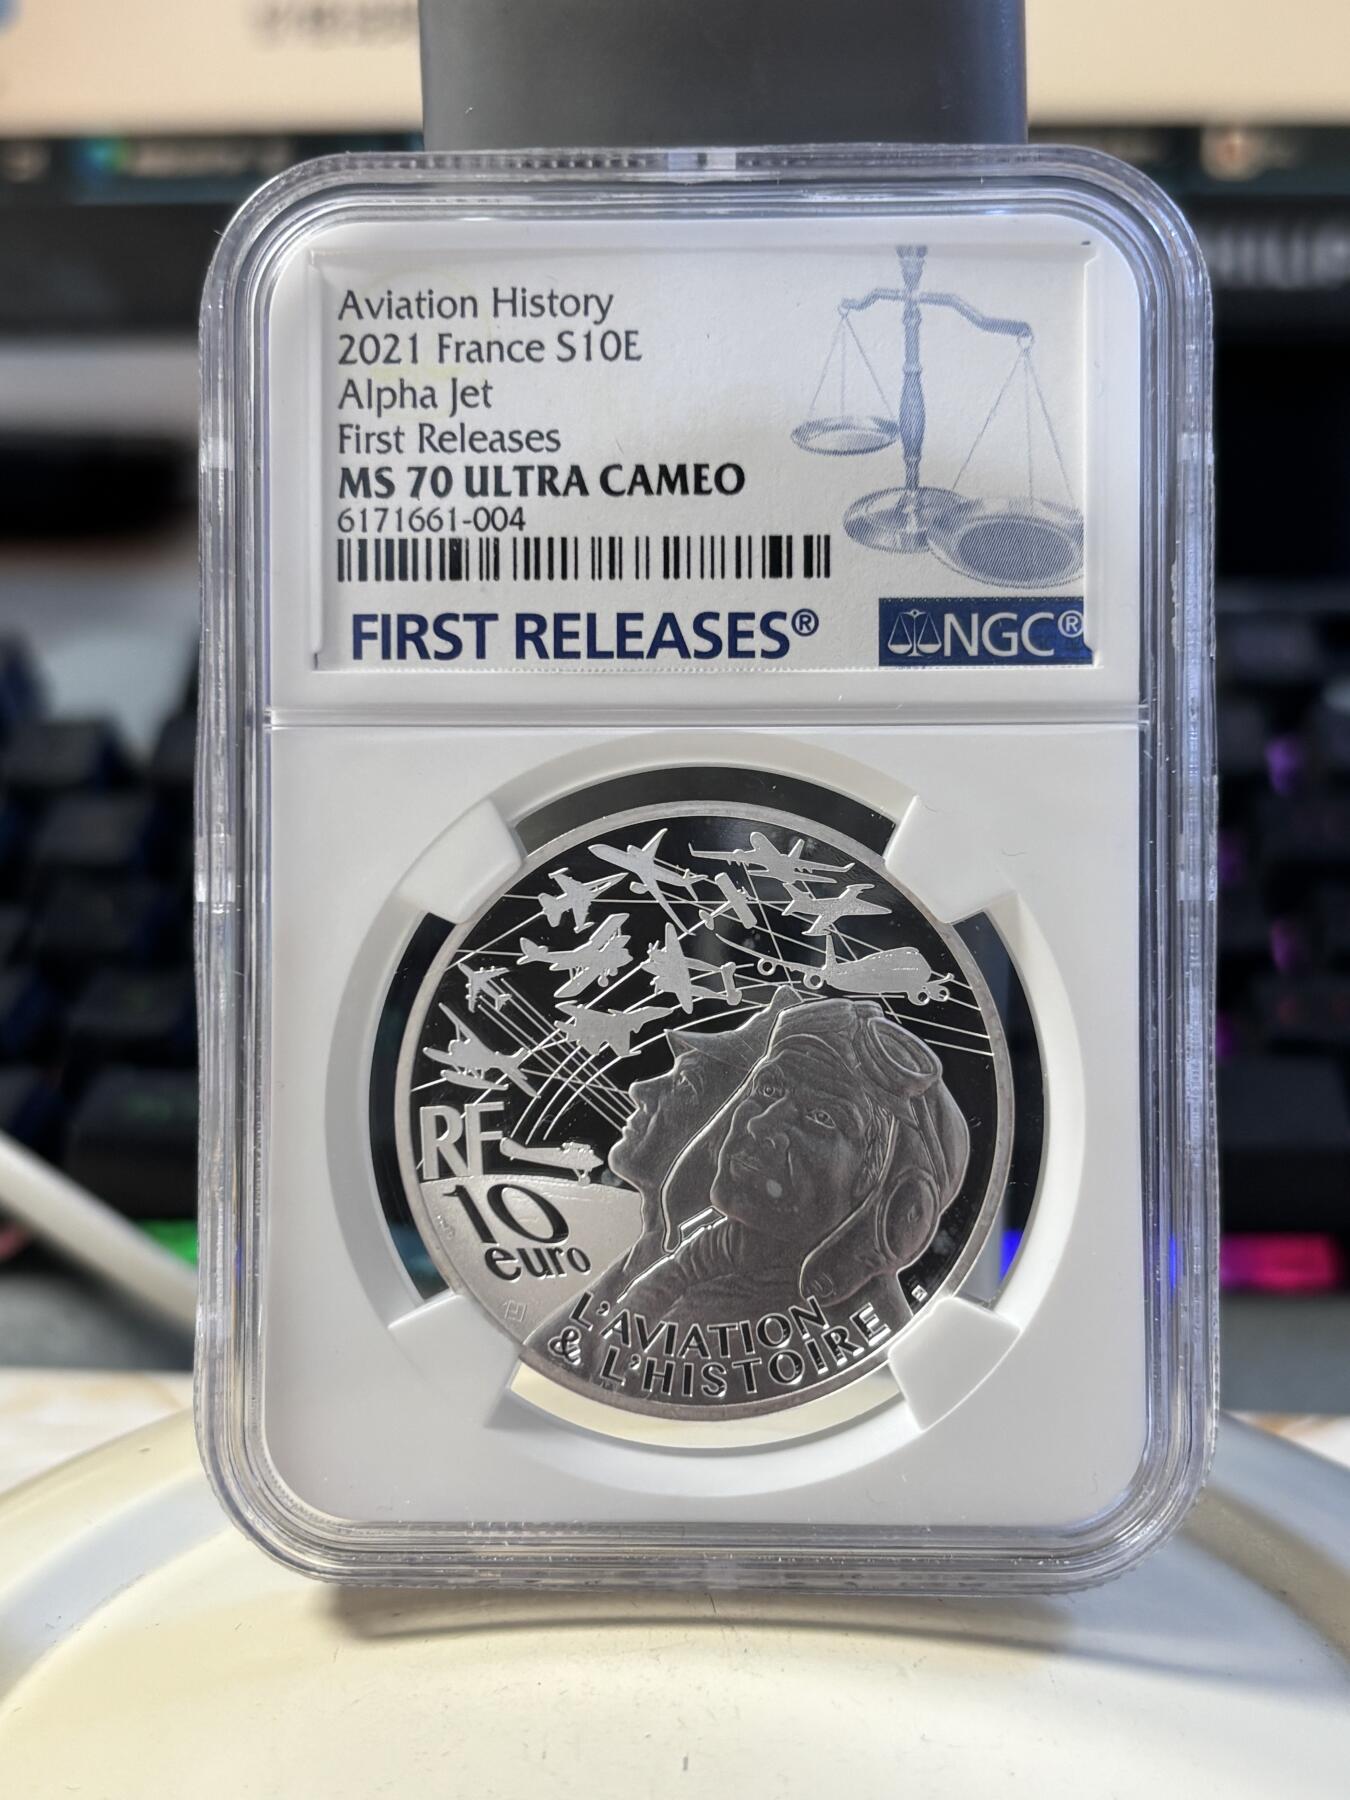 Aviation History
2021 France S10E
Alpha Jet
First Releases
MS 70 ULTRA CAMEO
6171661-004
FIRST RELEASES®
NGC®
RF
10
euro
L'AVIATION
& L'HISTOIRE